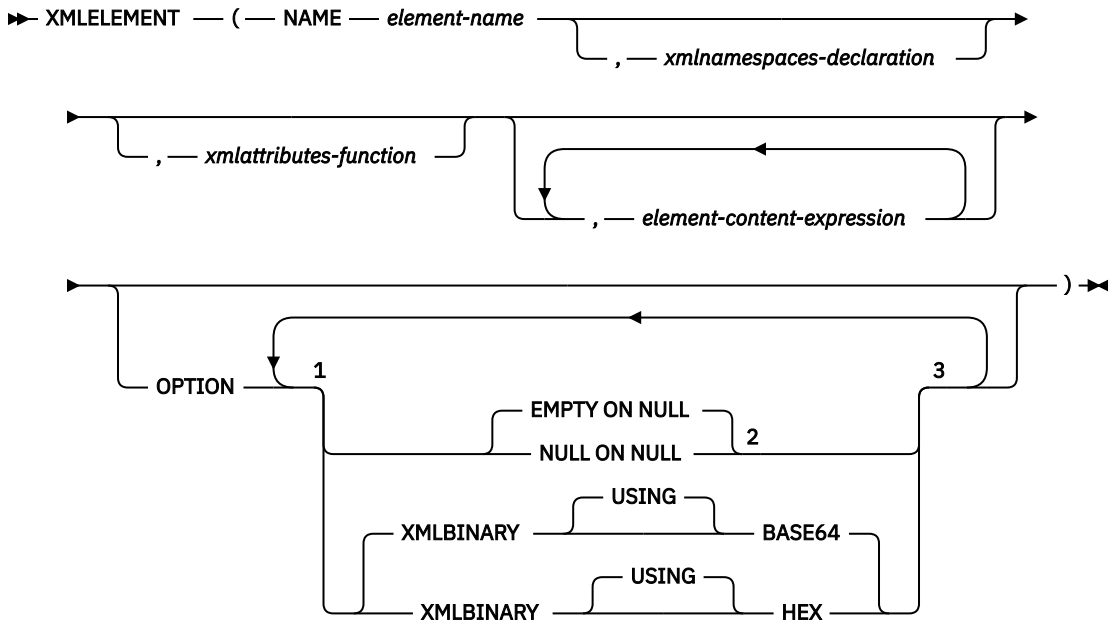 XMLELEMENT ( NAME element-name
, xmlnamespaces-declaration
, xmlattributes-function
, element-content-expression
)
OPTION 1 3
EMPTY ON NULL
NULL ON NULL 2
USING
XMLBINARY BASE64
USING
XMLBINARY HEX